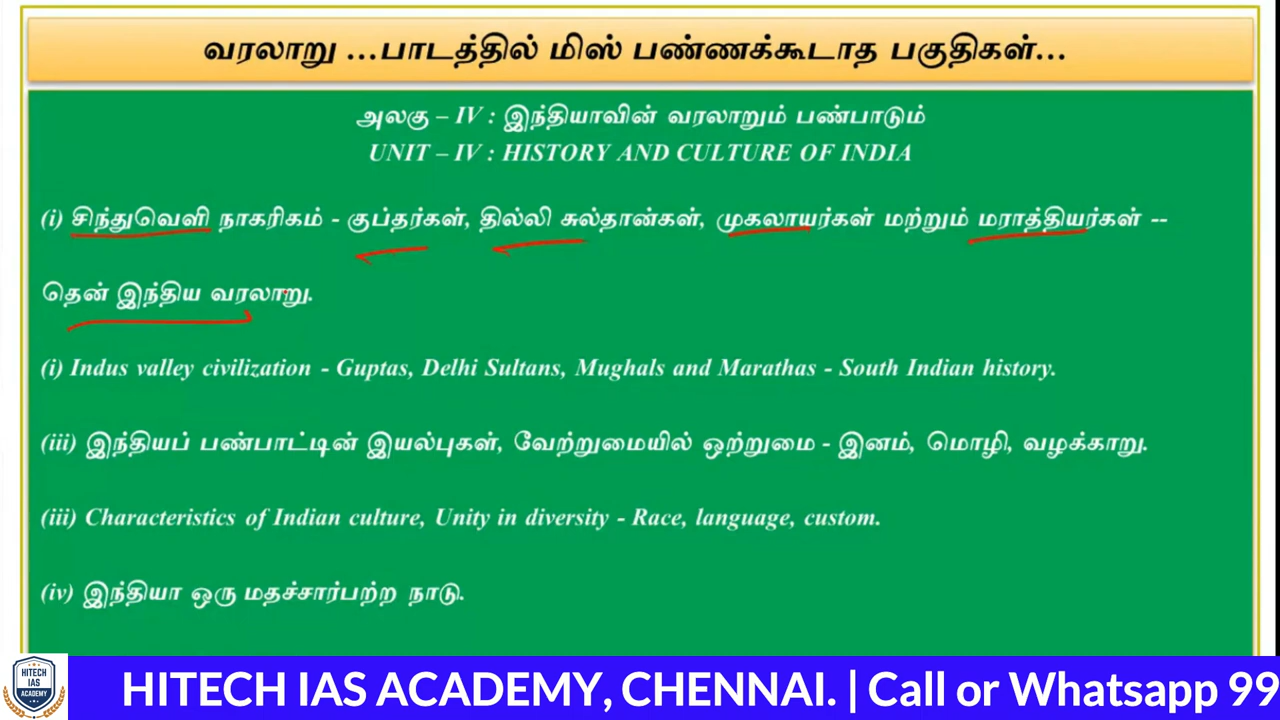 வரலாறு ...பாடத்தில் மிஸ் பண்ணக்கூடாத பகுதிகள்...
அலகு – IV : இந்தியாவின் வரலாறும் பண்பாடும்
UNIT – IV : HISTORY AND CULTURE OF INDIA
(i) சிந்துவெளி நாகரிகம் - குப்தர்கள், தில்லி சுல்தான்கள், முகலாயர்கள் மற்றும் மராத்தியர்கள் --
தென் இந்திய வரலாறு.
(i) Indus valley civilization - Guptas, Delhi Sultans, Mughals and Marathas - South Indian history.
(iii) இந்தியப் பண்பாட்டின் இயல்புகள், வேற்றுமையில் ஒற்றுமை - இனம், மொழி, வழக்காறு.
(iii) Characteristics of Indian culture, Unity in diversity - Race, language, custom.
(iv) இந்தியா ஒரு மதச்சார்பற்ற நாடு.
HITECH
IAS
ACADEMY
HITECH IAS ACADEMY, CHENNAI. | Call or Whatsapp 99